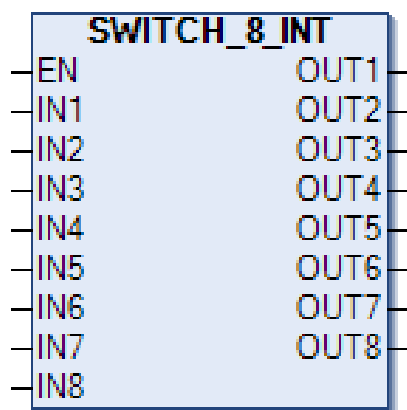 SWITCH_8_INT
EN OUT1
IN1 OUT2
IN2 OUT3
IN3 OUT4
IN4 OUT5
IN5 OUT6
IN6 OUT7
IN7 OUT8
IN8